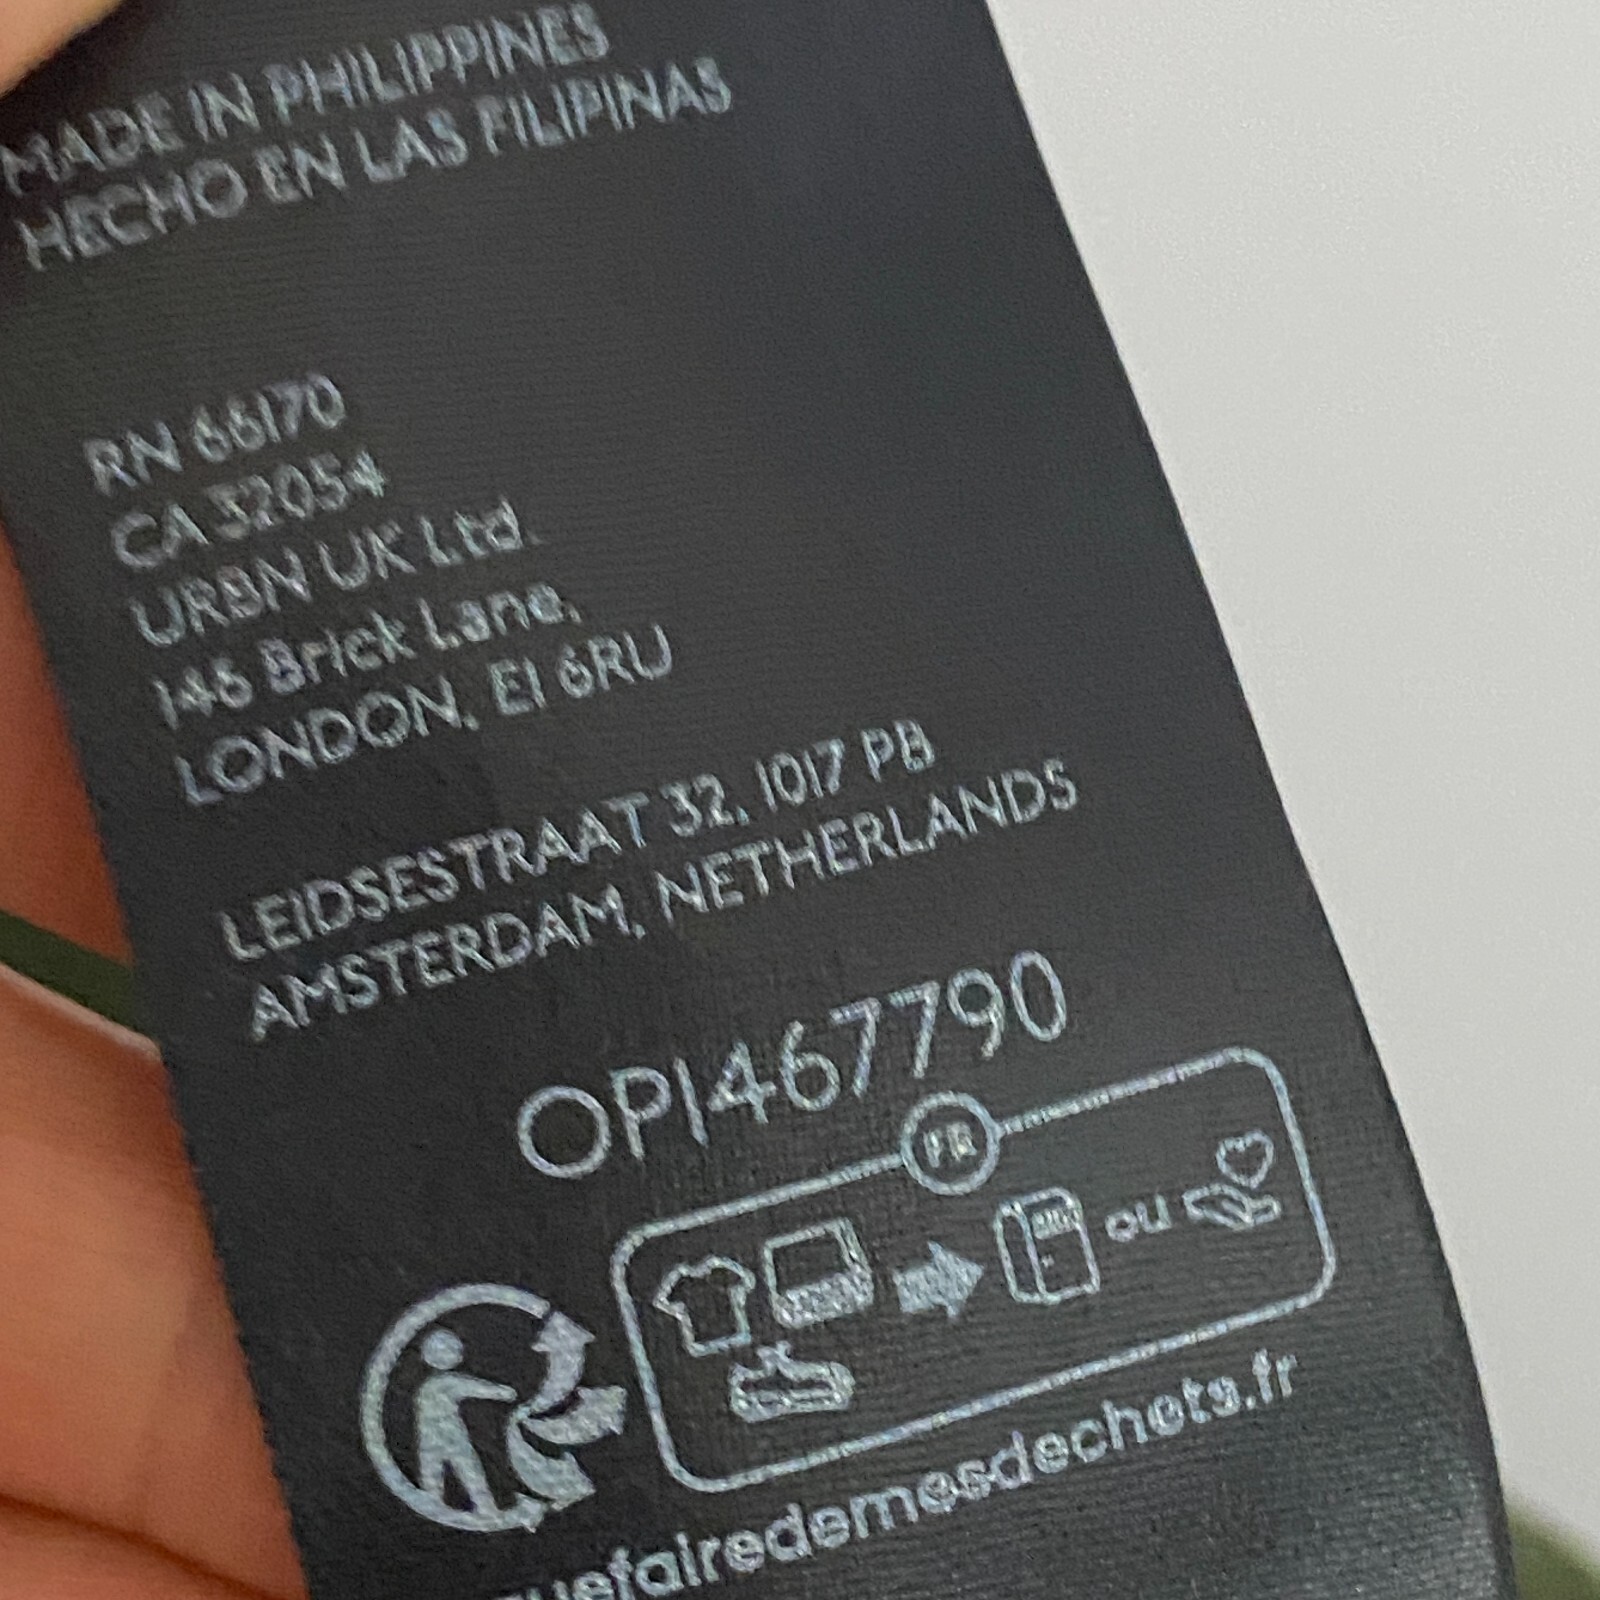 MADE IN PHILIPPINES
HECHO EN LAS FILIPINAS
RN 66170
CA 32054
URBN UK Ltd.
146 Brick Lane,
LONDON, E1 6RU
LEIDSESTRAAT 32, 1017 PB
AMSTERDAM, NETHERLANDS
OP1467790
FR
ou
quefairedemesdechets.fr